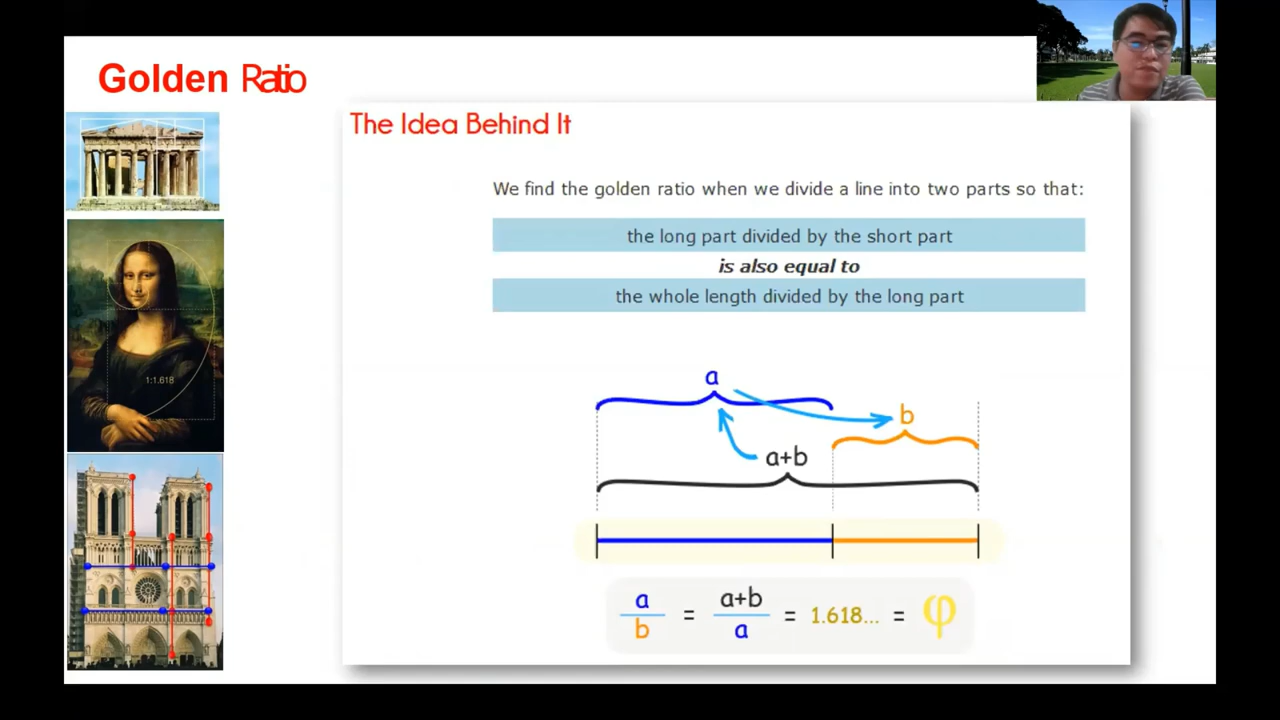 Golden Ratio
The Idea Behind It
We find the golden ratio when we divide a line into two parts so that:
the long part divided by the short part
is also equal to
the whole length divided by the long part
1:1.618
a
b
a+b
a/b = a+b/a = 1.618... = φ